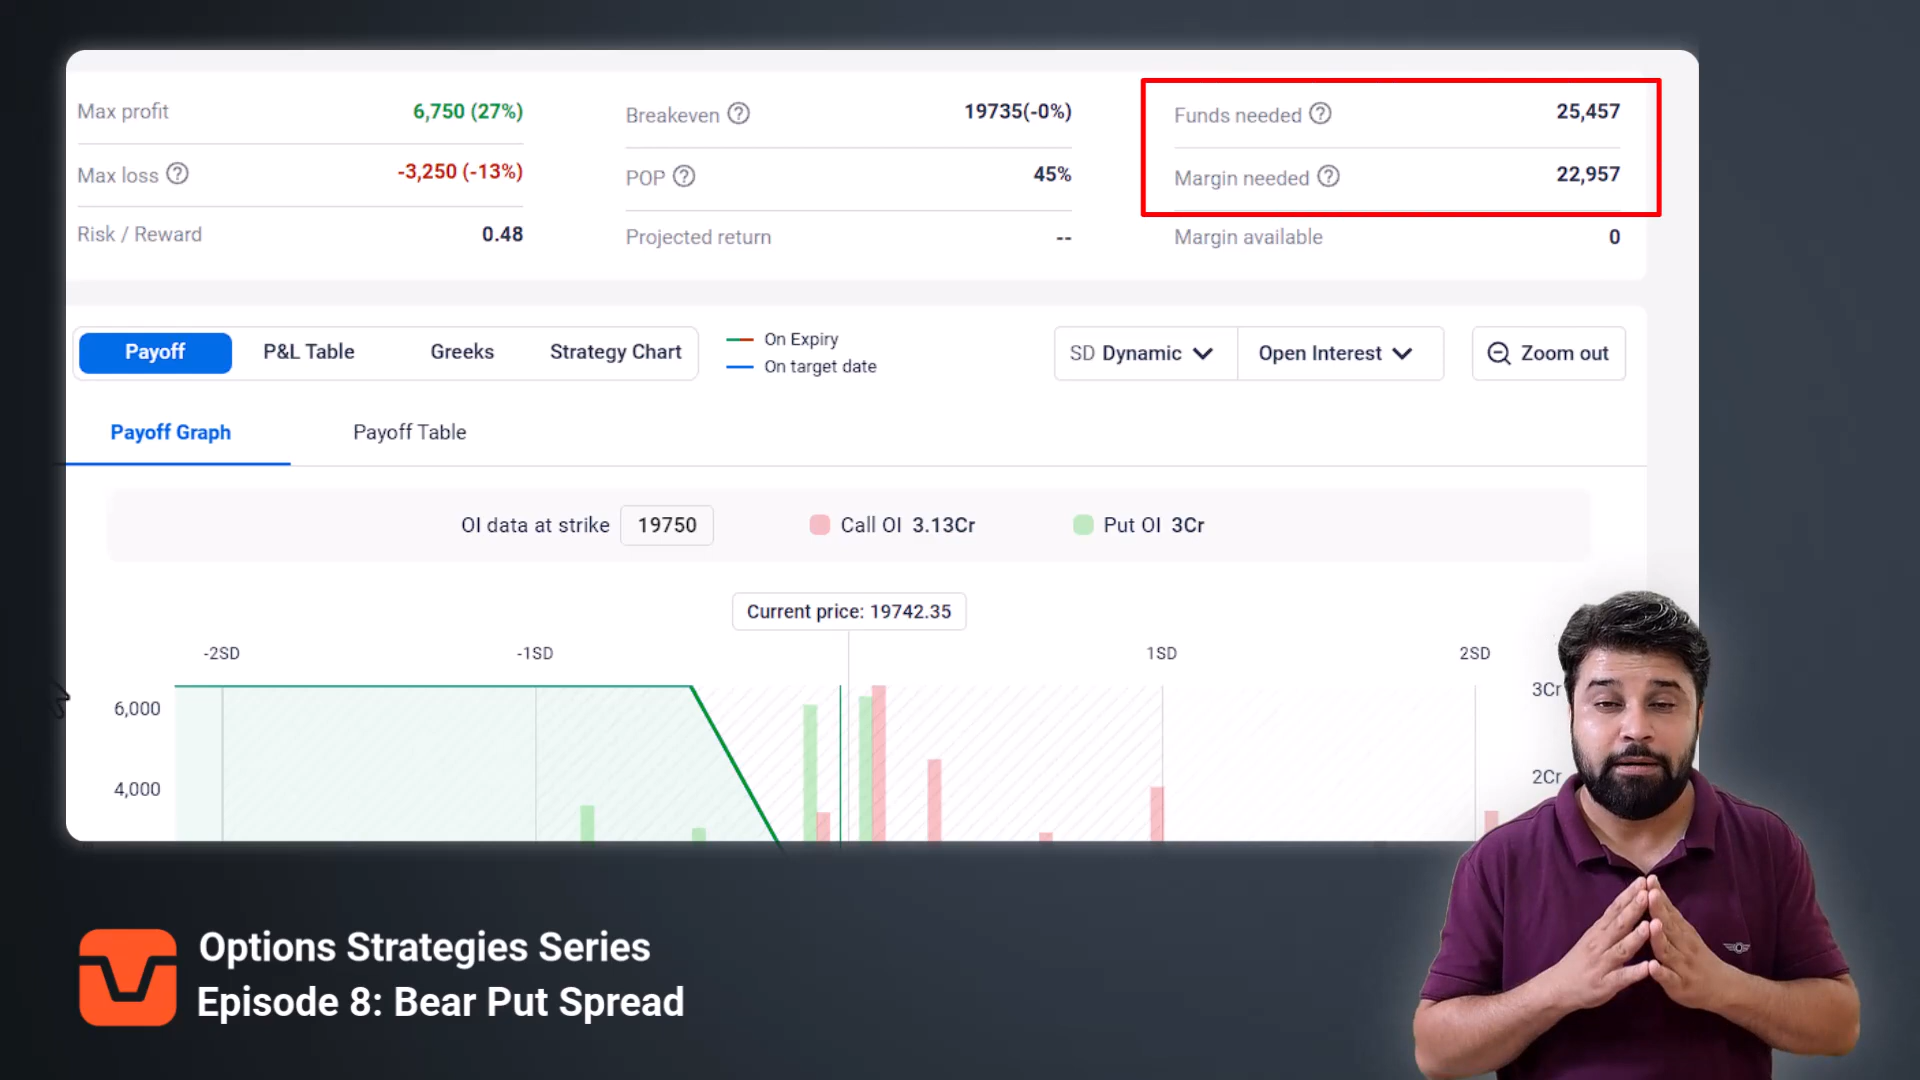 Max profit 6,750 (27%)
Breakeven 19735(-0%)
Funds needed 25,457
Max loss -3,250 (-13%)
POP 45%
Margin needed 22,957
Risk / Reward 0.48
Projected return --
Margin available 0
Payoff P&L Table Greeks Strategy Chart
On Expiry
On target date
SD Dynamic Open Interest Zoom out
Payoff Graph Payoff Table
OI data at strike 19750 Call OI 3.13Cr Put OI 3Cr
Current price: 19742.35
-2SD -1SD 1SD 2SD
6,000 3Cr
4,000 2Cr
Options Strategies Series
Episode 8: Bear Put Spread